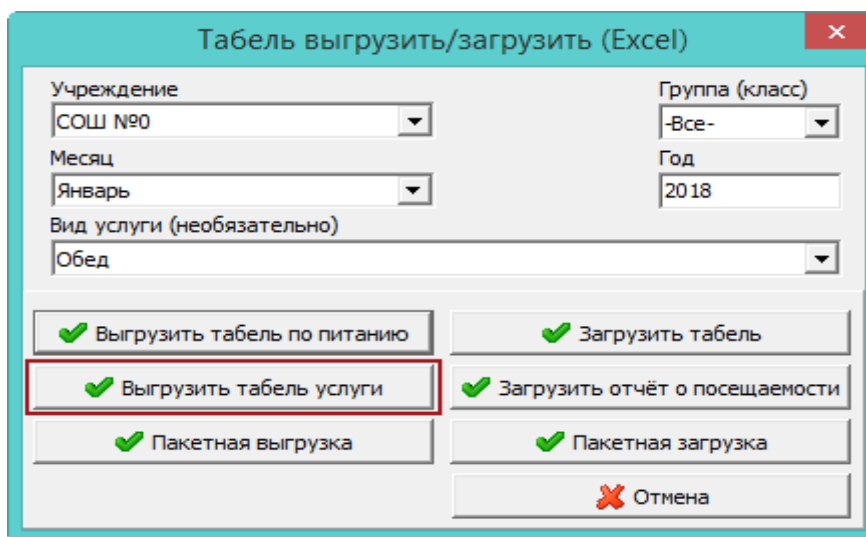 Табель выгрузить/загрузить (Excel)
Учреждение
Группа (класс)
СОШ №0
-Все-
Месяц
Год
Январь
2018
Вид услуги (необязательно)
Обед
Выгрузить табель по питанию
Загрузить табель
Выгрузить табель услуги
Загрузить отчёт о посещаемости
Пакетная выгрузка
Пакетная загрузка
Отмена